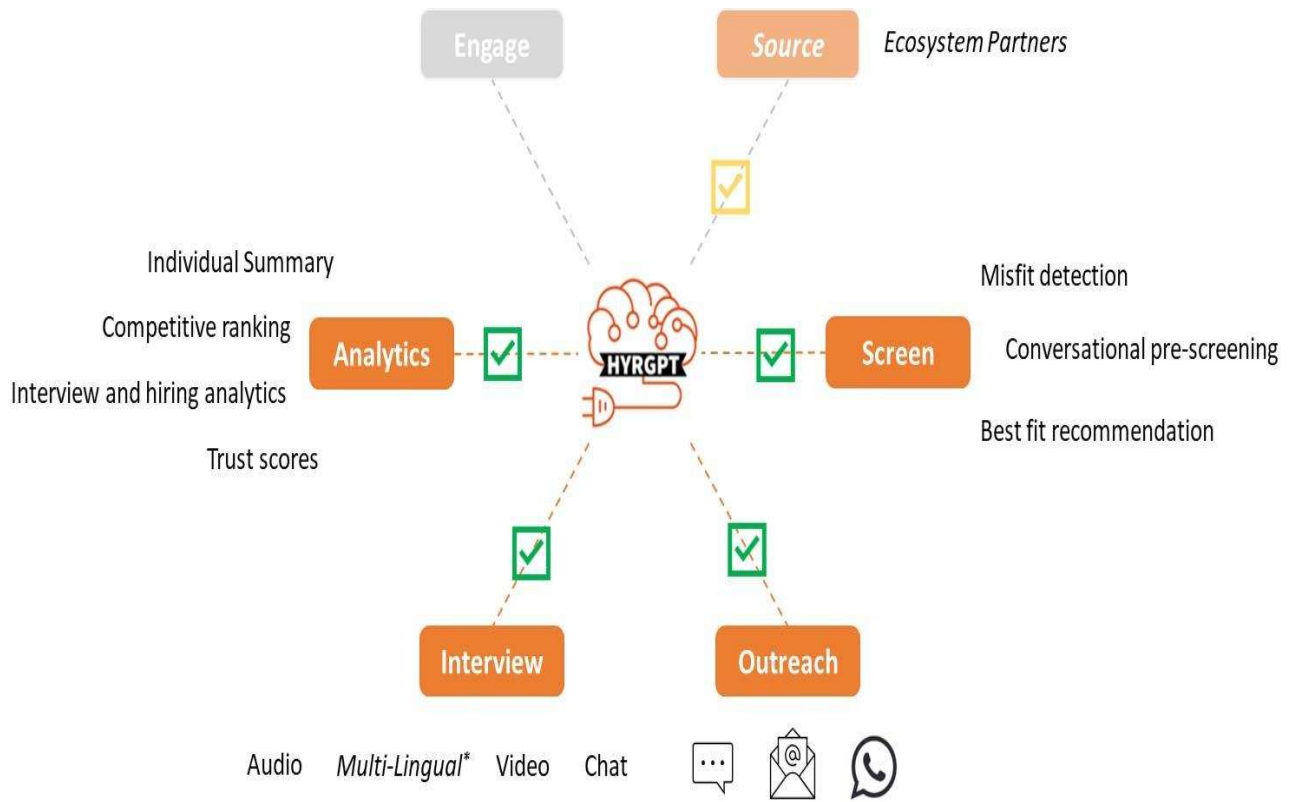 Engage
Source
Ecosystem Partners
Individual Summary
Misfit detection
Competitive ranking
Analytics
HYRGPT
Screen
Conversational pre-screening
Interview and hiring analytics
Best fit recommendation
Trust scores
Interview
Outreach
Audio Multi-Lingual* Video Chat
@